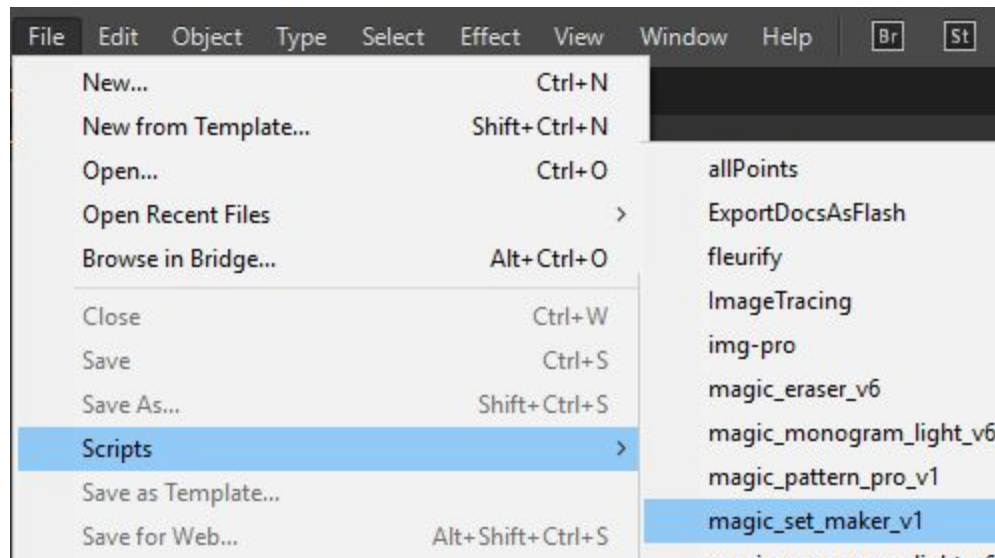 File Edit Object Type Select Effect View Window Help Br St
New... Ctrl+N
New from Template... Shift+Ctrl+N
Open... Ctrl+O
Open Recent Files >
Browse in Bridge... Alt+Ctrl+O
Close Ctrl+W
Save Ctrl+S
Save As... Shift+Ctrl+S
Scripts >
Save as Template...
Save for Web... Alt+Shift+Ctrl+S
allPoints
ExportDocsAsFlash
fleurify
ImageTracing
img-pro
magic_eraser_v6
magic_monogram_light_v6
magic_pattern_pro_v1
magic_set_maker_v1